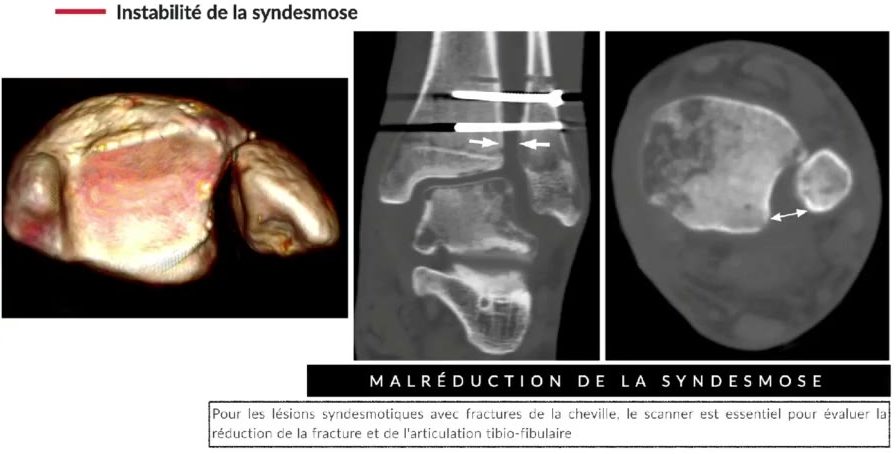 Instabilité de la syndesmose
MALRÉDUCTION DE LA SYNDESMOSE
Pour les lésions syndesmotiques avec fractures de la cheville, le scanner est essentiel pour évaluer la
réduction de la fracture et de l'articulation tibio-fibulaire